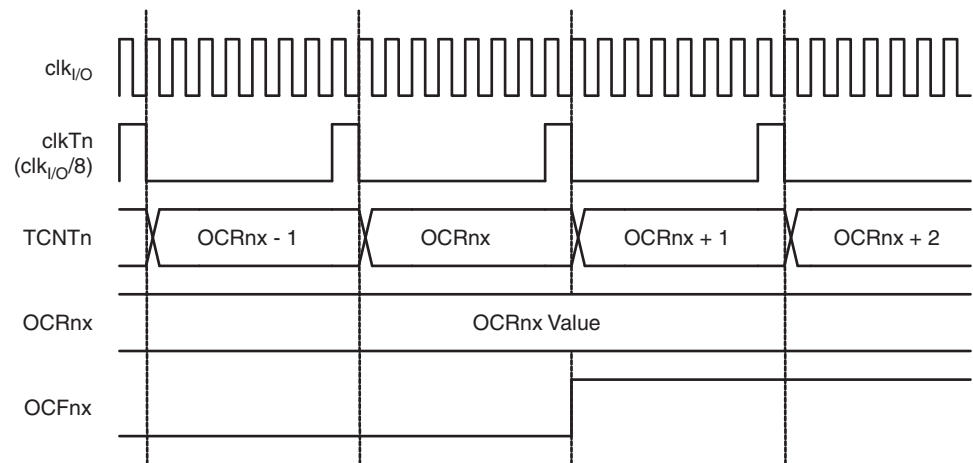 clkI/O
clkTn
(clkI/O/8)
TCNTn
OCRnx - 1
OCRnx
OCRnx + 1
OCRnx + 2
OCRnx
OCRnx Value
OCFnx